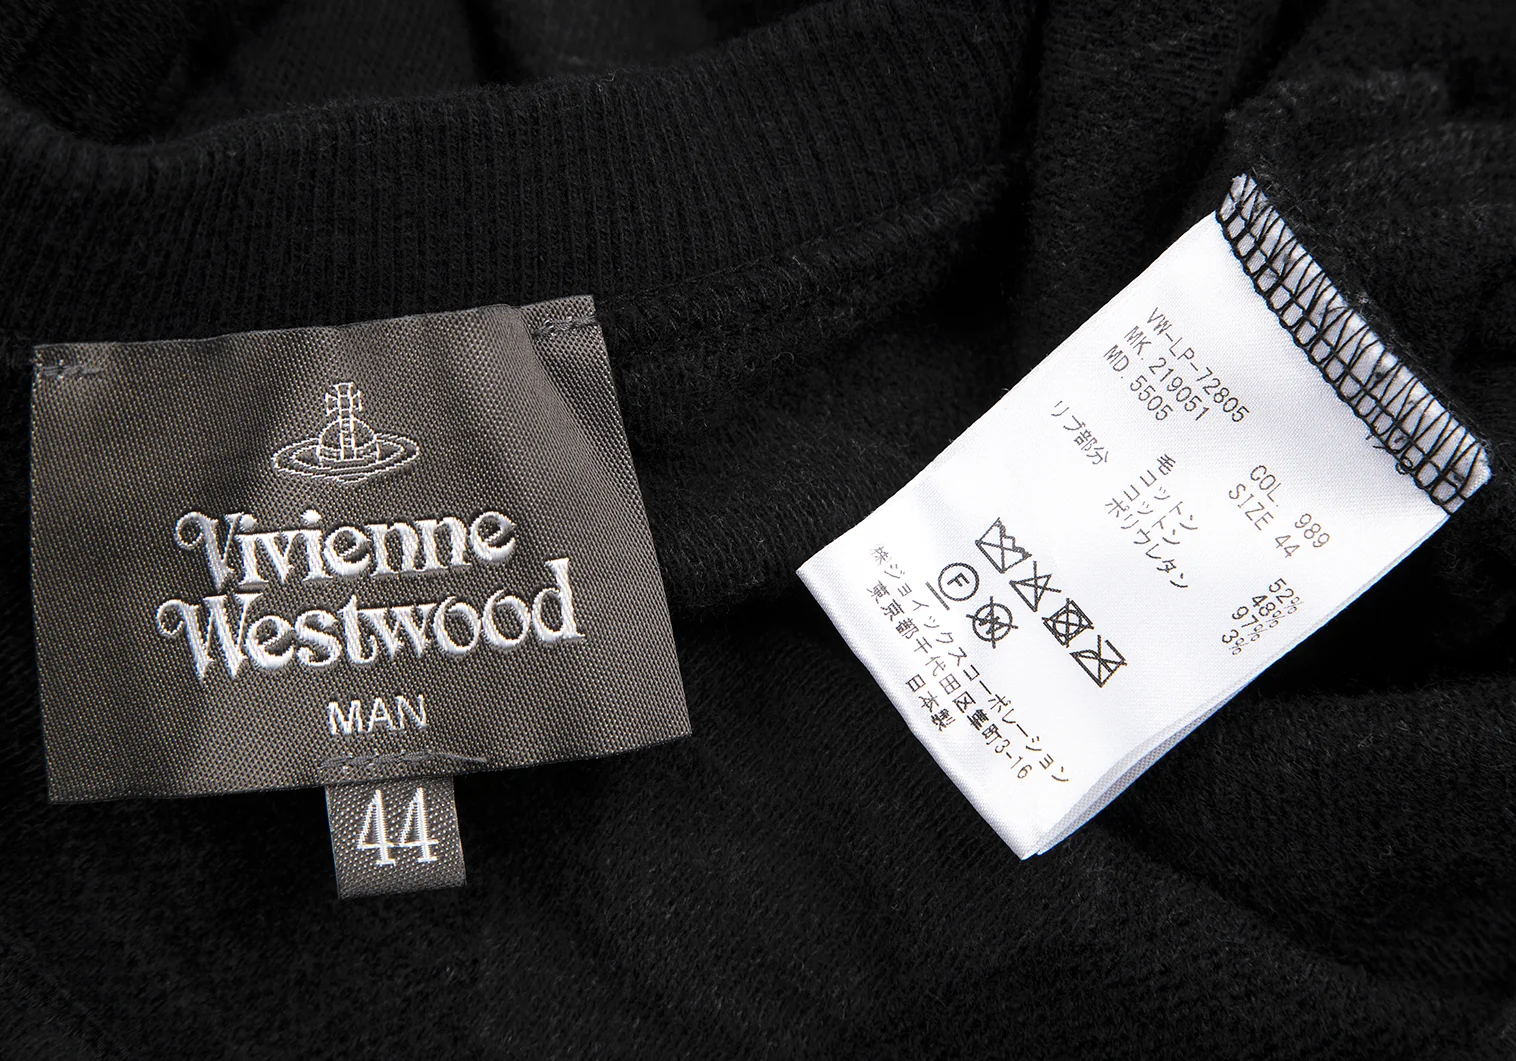 Vivienne
Westwood
MAN
44
VW-LP-72805
MK. 219051
MD. 5505
COL. 989
SIZE 44
毛 52%
コットン 48%
リブ部分 コットン 97%
ポリウレタン 3%
F
W
株)ジョイックスコーポレーション
東京都千代田区隼町3-16
日本製